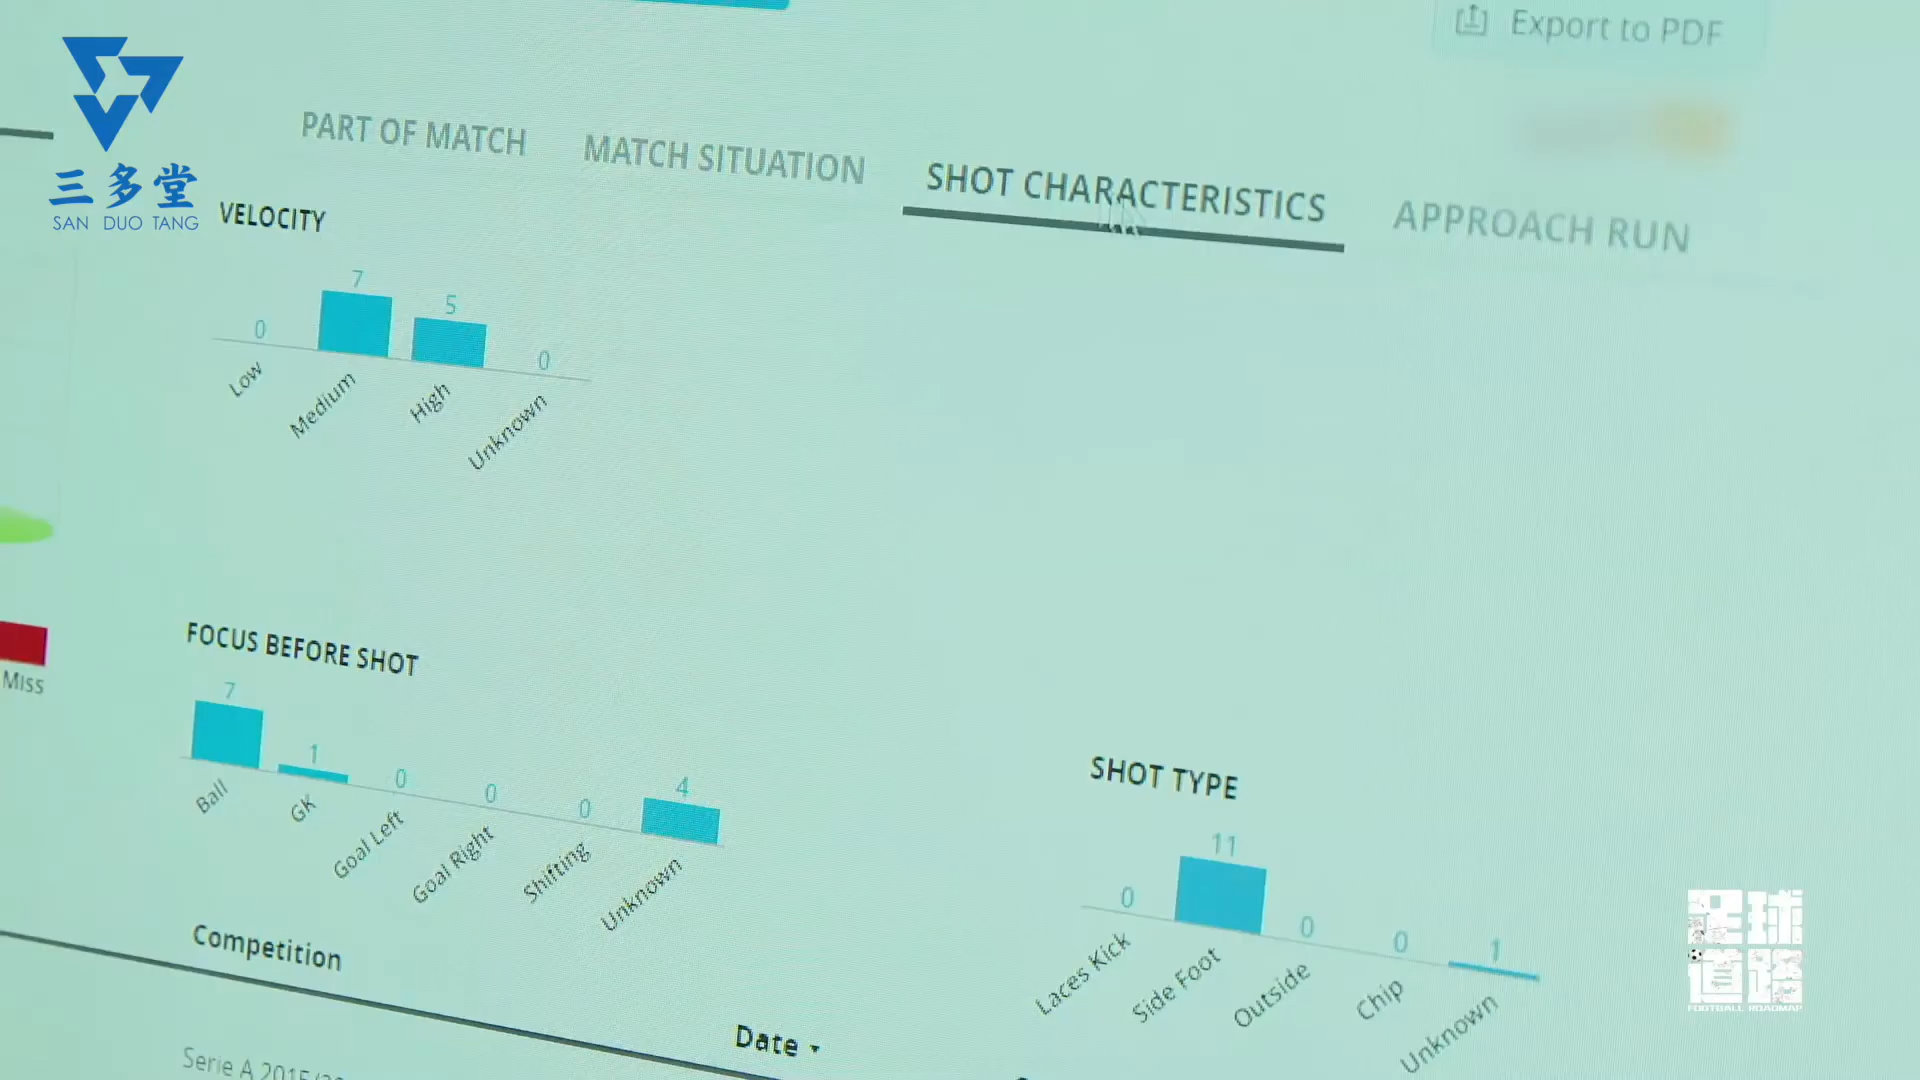 Export to PDF
PART OF MATCH
MATCH SITUATION
SHOT CHARACTERISTICS
APPROACH RUN
三多堂
SAN DUO TANG
VELOCITY
0
7
5
0
Low
Medium
High
Unknown
Miss
FOCUS BEFORE SHOT
7
1
0
0
0
4
Ball
GK
Goal Left
Goal Right
Shifting
Unknown
SHOT TYPE
0
11
0
0
1
Laces Kick
Side Foot
Outside
Chip
Unknown
Competition
Date
Serie A 2015/
足球
道路
FOOTBALL ROADMAP